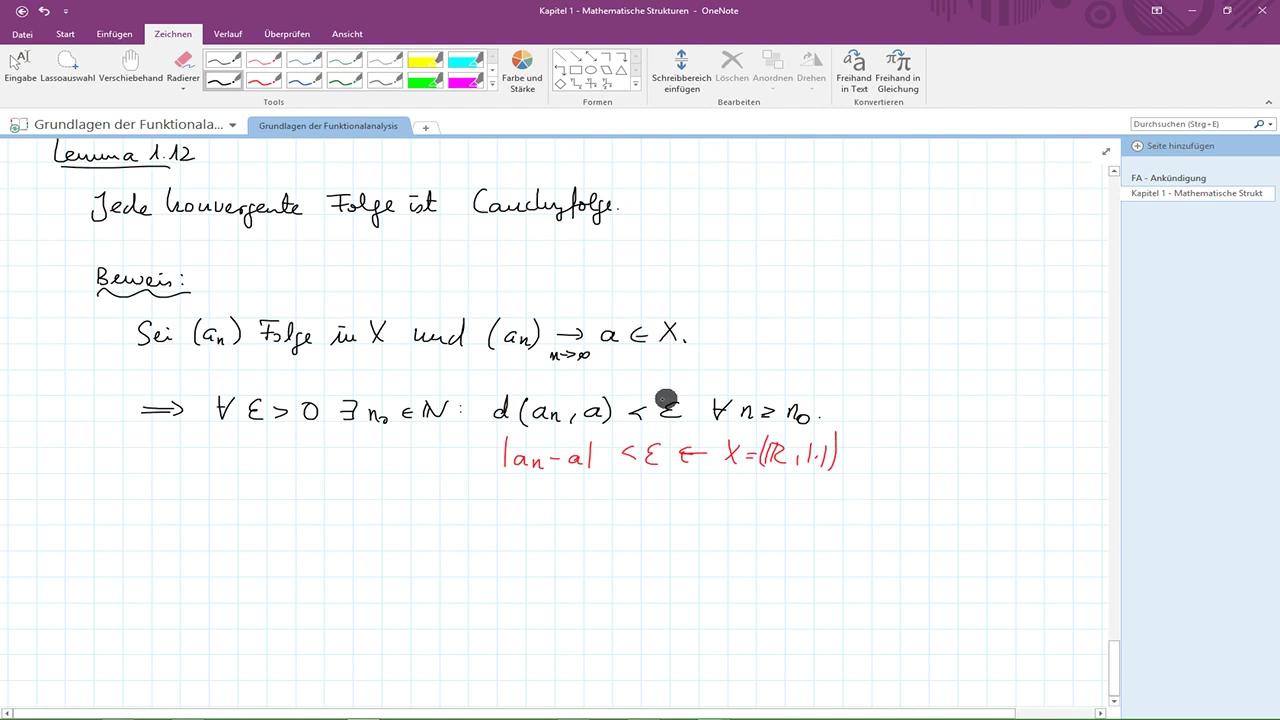 Kapitel 1 - Mathematische Strukturen - OneNote
Datei Start Einfügen Zeichnen Verlauf Überprüfen Ansicht
Eingabe Lassoauswahl Verschiebehand Radierer
Farbe und Stärke
Schreibbereich einfügen Löschen Anordnen Drehen
Freihand in Text Freihand in Gleichung
Tools Formen Bearbeiten Konvertieren
Grundlagen der Funktionala... Grundlagen der Funktionalanalysis
Durchsuchen (Strg+E)
Seite hinzufügen
FA - Ankündigung
Kapitel 1 - Mathematische Strukt
Lemma 1.12
Jede konvergente Folge ist Cauchyfolge.
Beweis:
Sei (aₙ) Folge in X und (aₙ) →ₙ→∞ a ∈ X.
⟹ ∀ ε > 0 ∃ n₀ ∈ ℕ: d(aₙ, a) < ε ∀ n ≥ n₀.
|aₙ - a| < ε ← X = (ℝ, |·|)